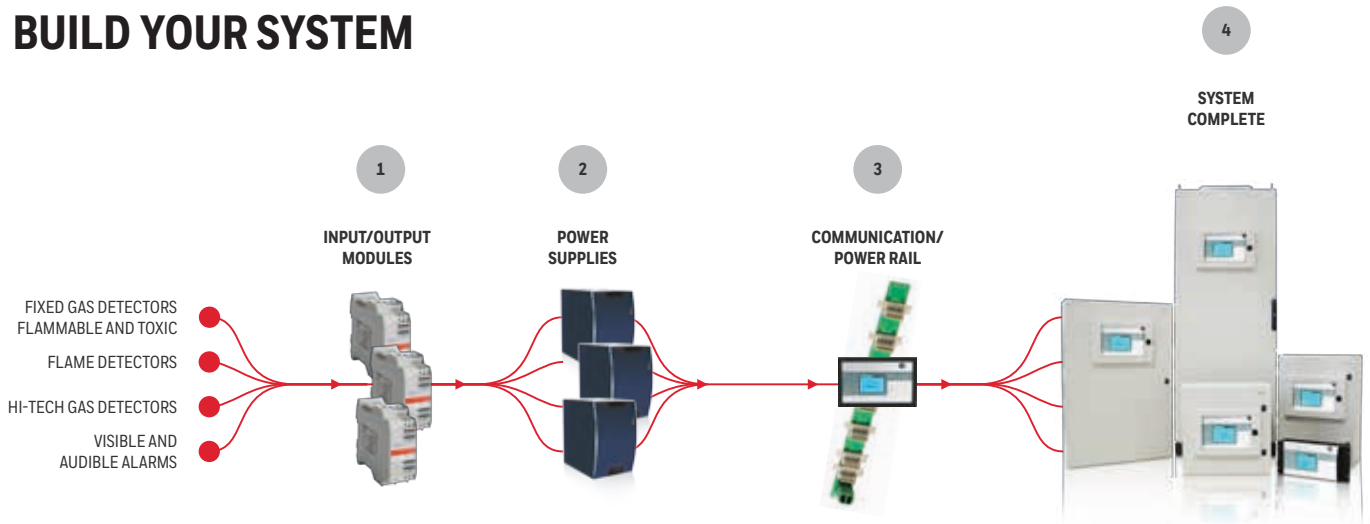 BUILD YOUR SYSTEM
4
SYSTEM
COMPLETE
1
2
3
INPUT/OUTPUT
MODULES
POWER
SUPPLIES
COMMUNICATION/
POWER RAIL
FIXED GAS DETECTORS
FLAMMABLE AND TOXIC
FLAME DETECTORS
HI-TECH GAS DETECTORS
VISIBLE AND
AUDIBLE ALARMS